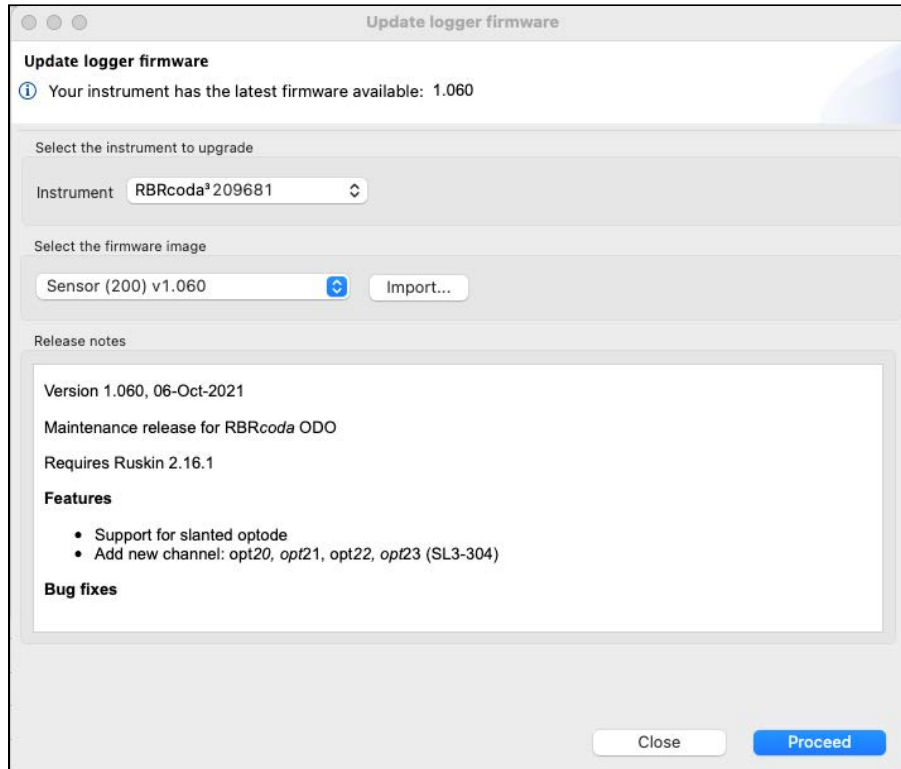 Update logger firmware
Update logger firmware
Your instrument has the latest firmware available: 1.060
Select the instrument to upgrade
Instrument RBRcoda³ 209681
Select the firmware image
Sensor (200) v1.060 Import...
Release notes
Version 1.060, 06-Oct-2021
Maintenance release for RBRcoda ODO
Requires Ruskin 2.16.1
Features
• Support for slanted optode
• Add new channel: opt20, opt21, opt22, opt23 (SL3-304)
Bug fixes
Close Proceed